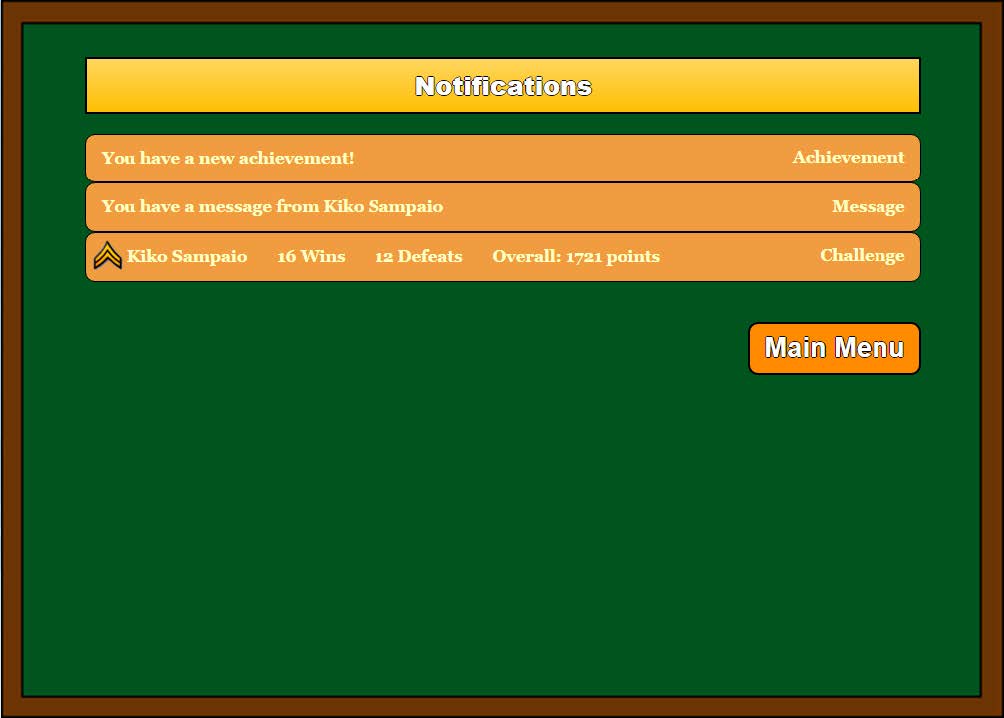 Notifications
You have a new achievement! Achievement
You have a message from Kiko Sampaio Message
Kiko Sampaio 16 Wins 12 Defeats Overall: 1721 points Challenge
Main Menu